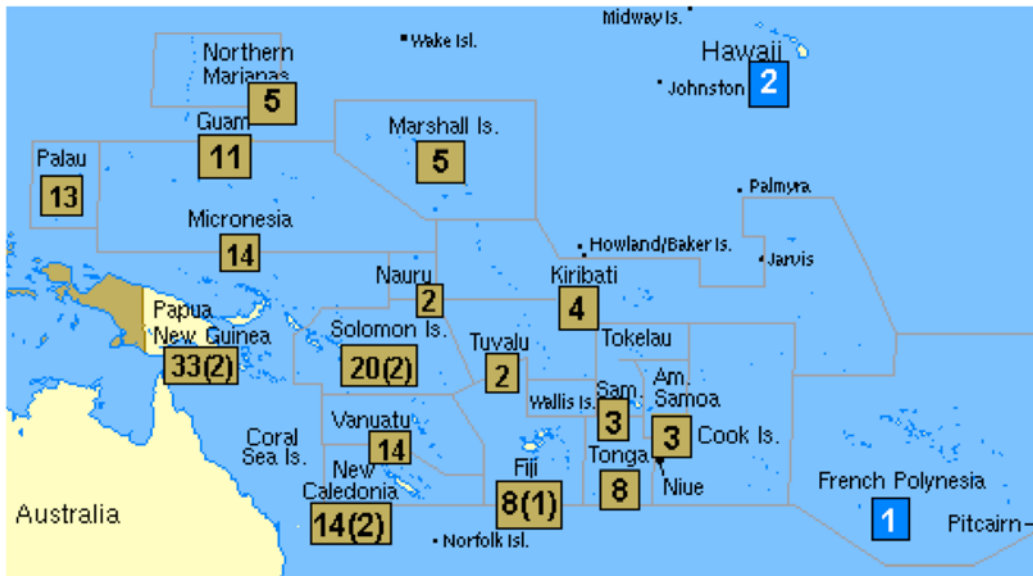 Midway Is.
Wake Isl.
Hawaii
Northern
Marianas
Johnston
2
5
Guam
Marshall Is.
11
5
Palau
13
Palmyra
Micronesia
14
Howland/Baker Is.
Jarvis
Nauru
Kiribati
2
4
Papua
New Guinea
33(2)
Solomon Is.
20(2)
Tuvalu
2
Tokelau
Am.
Samoa
Sam.
Wallis Is.
3
3
Cook Is.
Vanuatu
14
Coral
Sea Is.
New
Caledonia
14(2)
Fiji
8(1)
Tonga
8
Niue
French Polynesia
1
Pitcairn
Australia
Norfolk Isl.